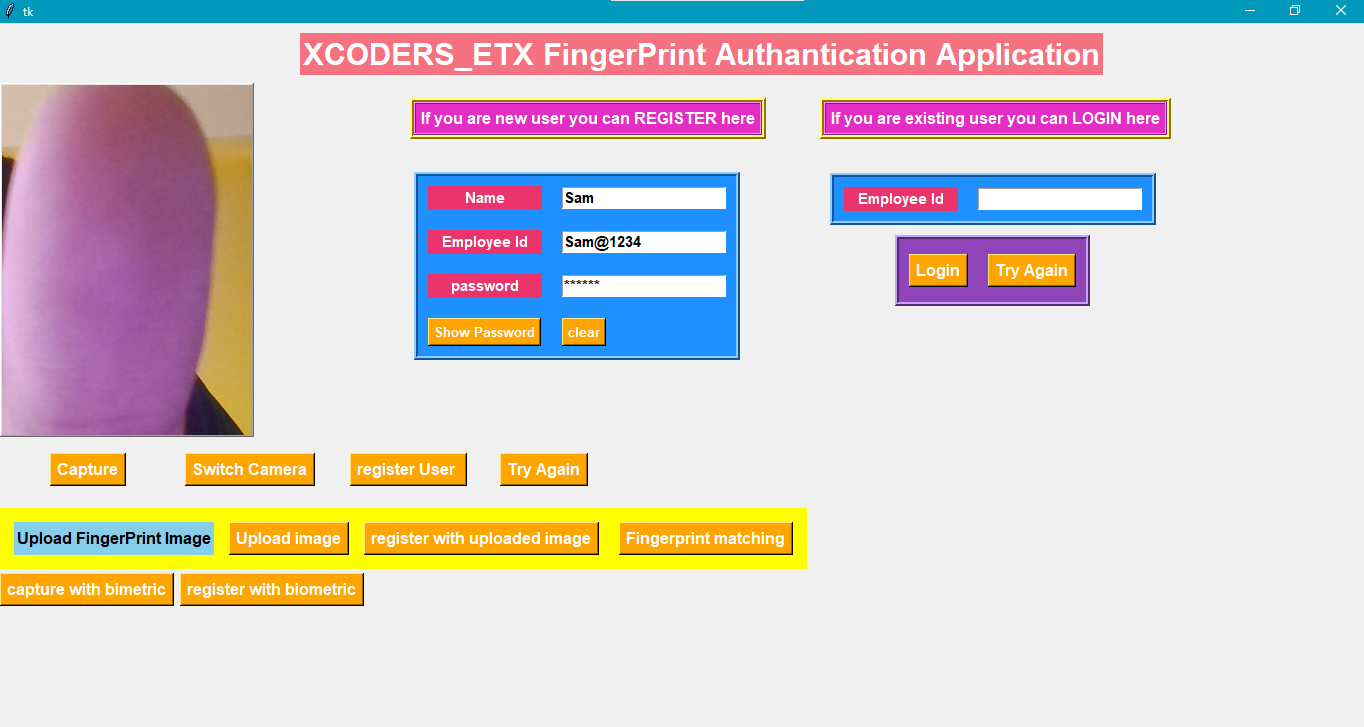 tk
XCODERS_ETX FingerPrint Authantication Application
If you are new user you can REGISTER here
If you are existing user you can LOGIN here
Name Sam
Employee Id Sam@1234
password ******
Show Password clear
Employee Id
Login Try Again
Capture Switch Camera register User Try Again
Upload FingerPrint Image Upload image register with uploaded image Fingerprint matching
capture with bimetric register with biometric